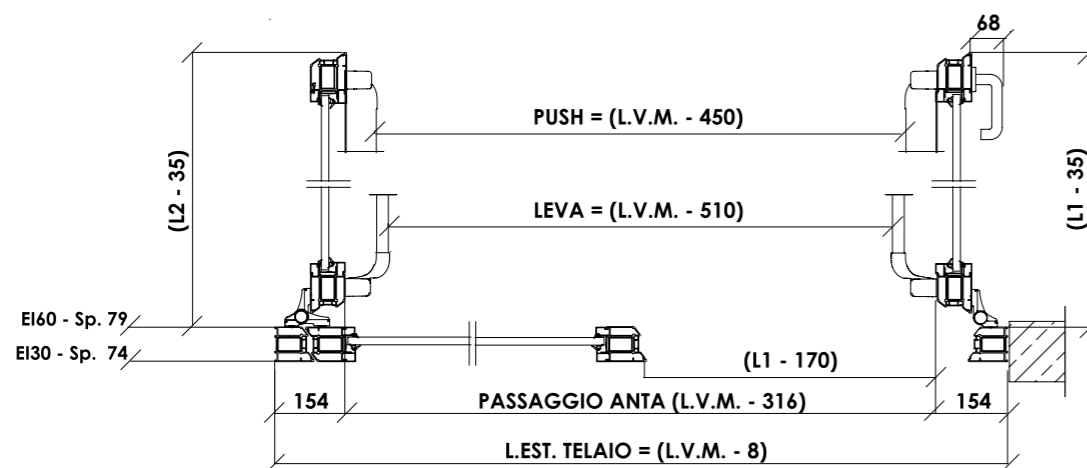 68
PUSH = (L.V.M. - 450)
(L2 - 35)
(L1 - 35)
LEVA = (L.V.M. - 510)
EI60 - Sp. 79
EI30 - Sp. 74
(L1 - 170)
154
PASSAGGIO ANTA (L.V.M. - 316)
154
L.EST. TELAIO = (L.V.M. - 8)